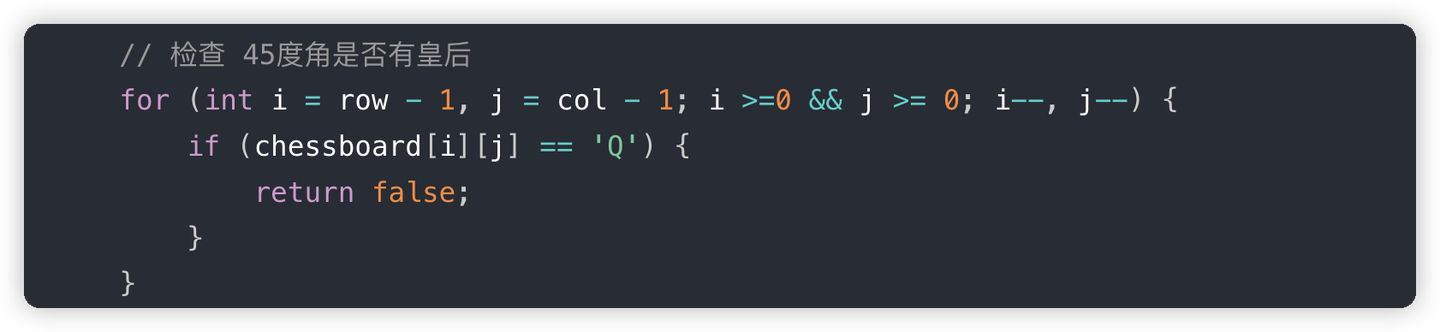 // 检查 45度角是否有皇后
for (int i = row - 1, j = col - 1; i >=0 && j >= 0; i--, j--) {
    if (chessboard[i][j] == 'Q') {
        return false;
    }
}